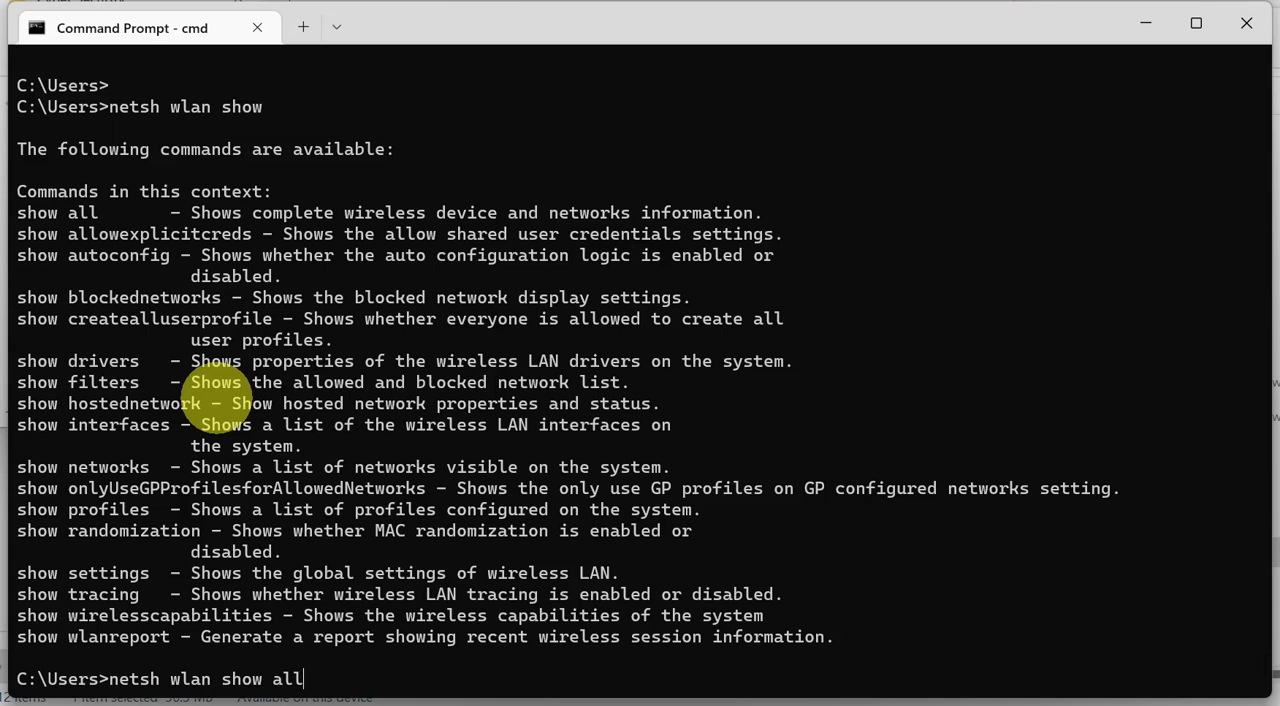 Command Prompt - cmd
C:\Users>
C:\Users>netsh wlan show
The following commands are available:
Commands in this context:
show all       - Shows complete wireless device and networks information.
show allowexplicitcreds - Shows the allow shared user credentials settings.
show autoconfig - Shows whether the auto configuration logic is enabled or
                 disabled.
show blockednetworks - Shows the blocked network display settings.
show createalluserprofile - Shows whether everyone is allowed to create all
                 user profiles.
show drivers   - Shows properties of the wireless LAN drivers on the system.
show filters   - Shows the allowed and blocked network list.
show hostednetwork - Show hosted network properties and status.
show interfaces - Shows a list of the wireless LAN interfaces on
                 the system.
show networks  - Shows a list of networks visible on the system.
show onlyUseGPProfilesforAllowedNetworks - Shows the only use GP profiles on GP configured networks setting.
show profiles  - Shows a list of profiles configured on the system.
show randomization - Shows whether MAC randomization is enabled or
                 disabled.
show settings  - Shows the global settings of wireless LAN.
show tracing   - Shows whether wireless LAN tracing is enabled or disabled.
show wirelesscapabilities - Shows the wireless capabilities of the system
show wlanreport - Generate a report showing recent wireless session information.
C:\Users>netsh wlan show all
12 items 1 item selected Available on this device